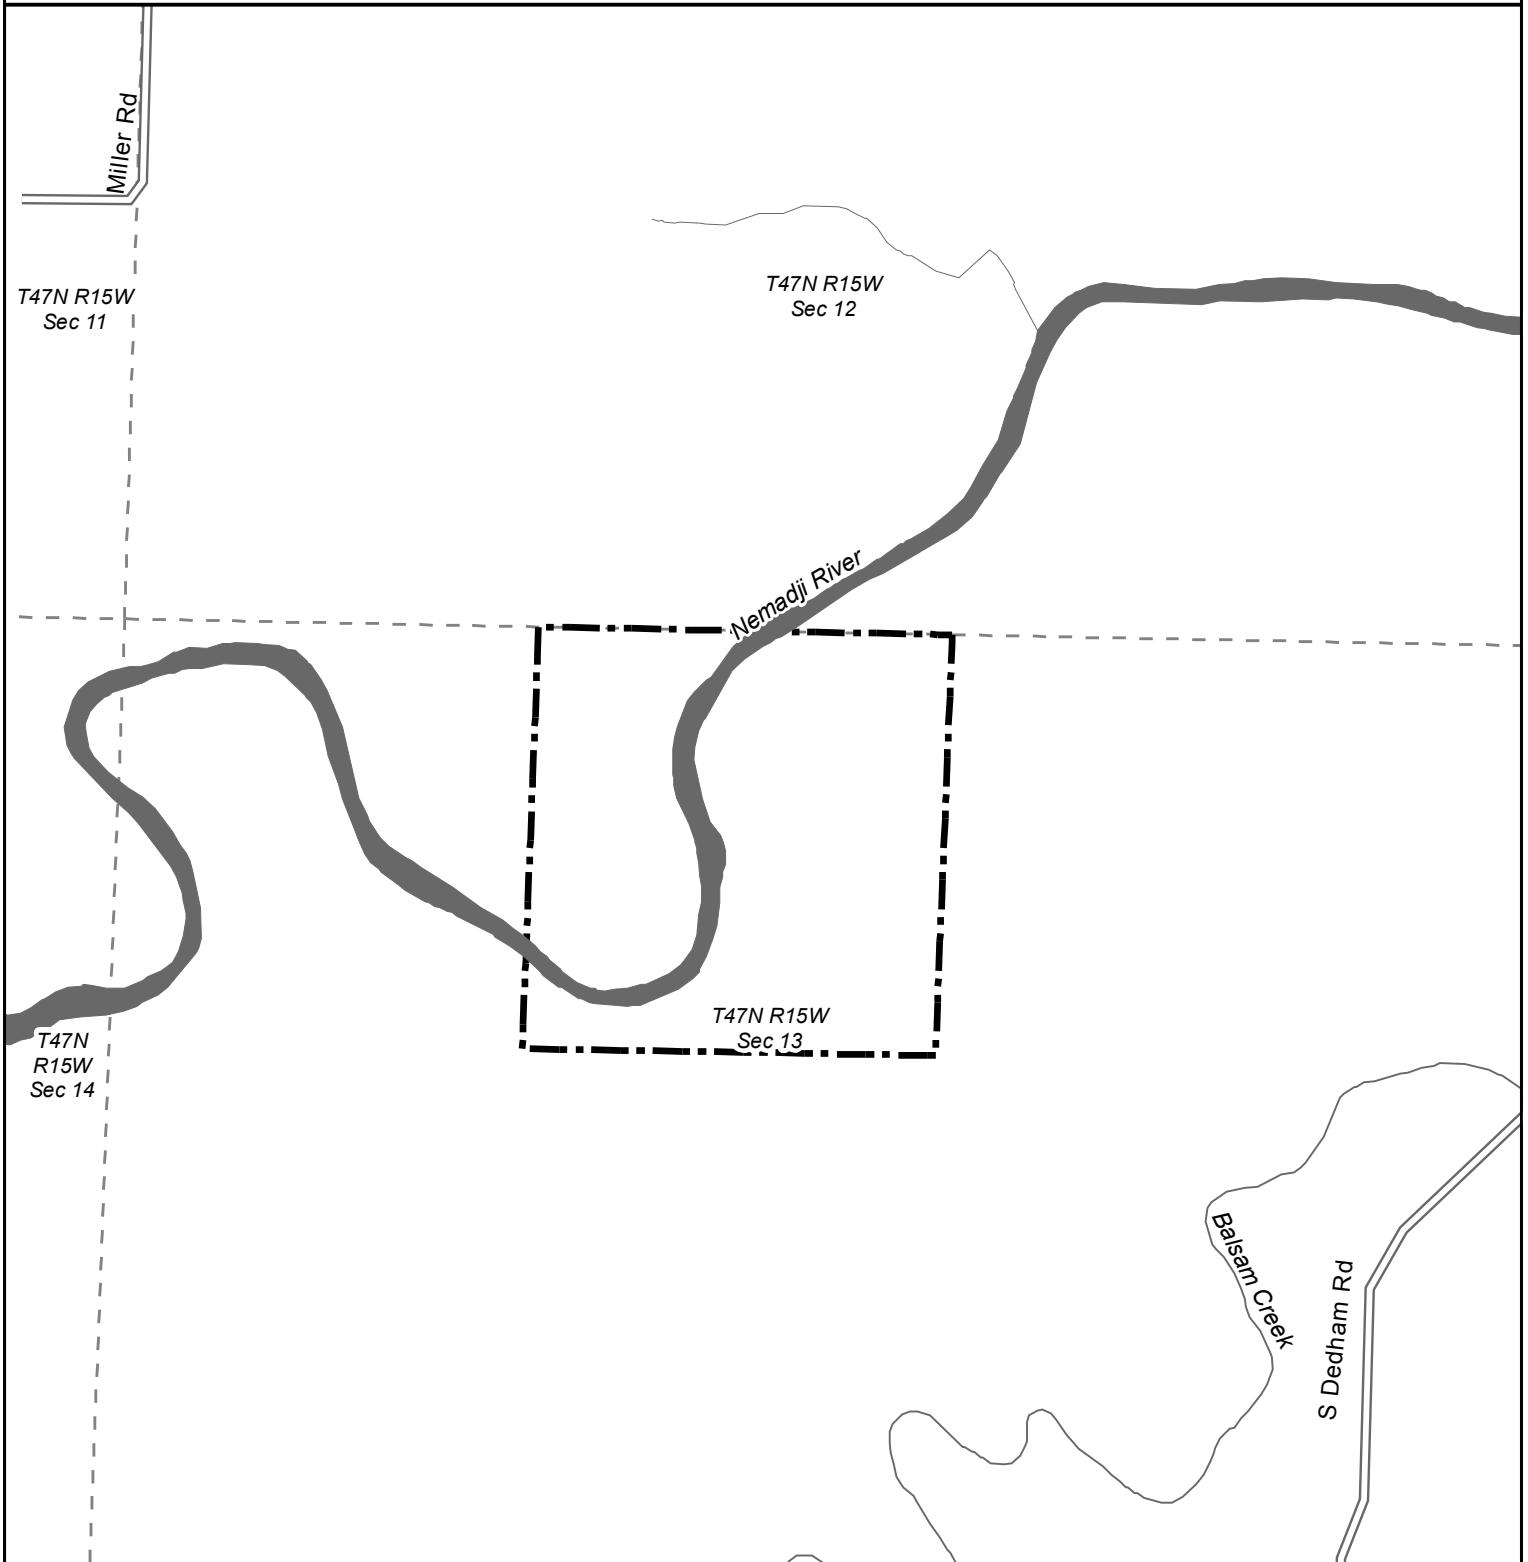 Miller Rd
T47N R15W
Sec 11
T47N R15W
Sec 12
Nemadji River
T47N R15W
Sec 13
T47N
R15W
Sec 14
Balsam Creek
S Dedham Rd